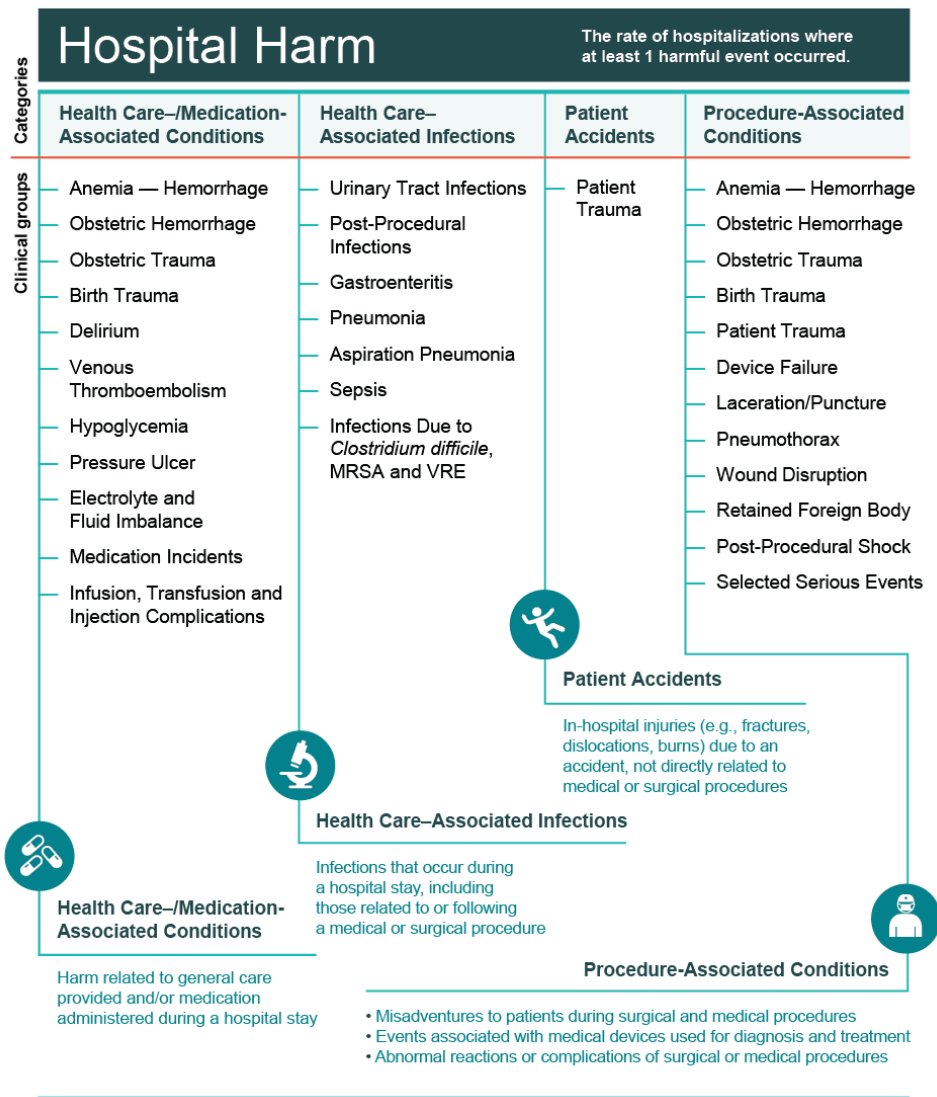 Hospital Harm
The rate of hospitalizations where
at least 1 harmful event occurred.
Categories
Health Care–/Medication-
Associated Conditions
Health Care–
Associated Infections
Patient
Accidents
Procedure-Associated
Conditions
Clinical groups
Anemia — Hemorrhage
Obstetric Hemorrhage
Obstetric Trauma
Birth Trauma
Delirium
Venous
Thromboembolism
Hypoglycemia
Pressure Ulcer
Electrolyte and
Fluid Imbalance
Medication Incidents
Infusion, Transfusion and
Injection Complications
Urinary Tract Infections
Post-Procedural
Infections
Gastroenteritis
Pneumonia
Aspiration Pneumonia
Sepsis
Infections Due to
Clostridium difficile,
MRSA and VRE
Patient
Trauma
Anemia — Hemorrhage
Obstetric Hemorrhage
Obstetric Trauma
Birth Trauma
Patient Trauma
Device Failure
Laceration/Puncture
Pneumothorax
Wound Disruption
Retained Foreign Body
Post-Procedural Shock
Selected Serious Events
Patient Accidents
In-hospital injuries (e.g., fractures,
dislocations, burns) due to an
accident, not directly related to
medical or surgical procedures
Health Care–Associated Infections
Infections that occur during
a hospital stay, including
those related to or following
a medical or surgical procedure
Health Care–/Medication-
Associated Conditions
Harm related to general care
provided and/or medication
administered during a hospital stay
Procedure-Associated Conditions
• Misadventures to patients during surgical and medical procedures
• Events associated with medical devices used for diagnosis and treatment
• Abnormal reactions or complications of surgical or medical procedures